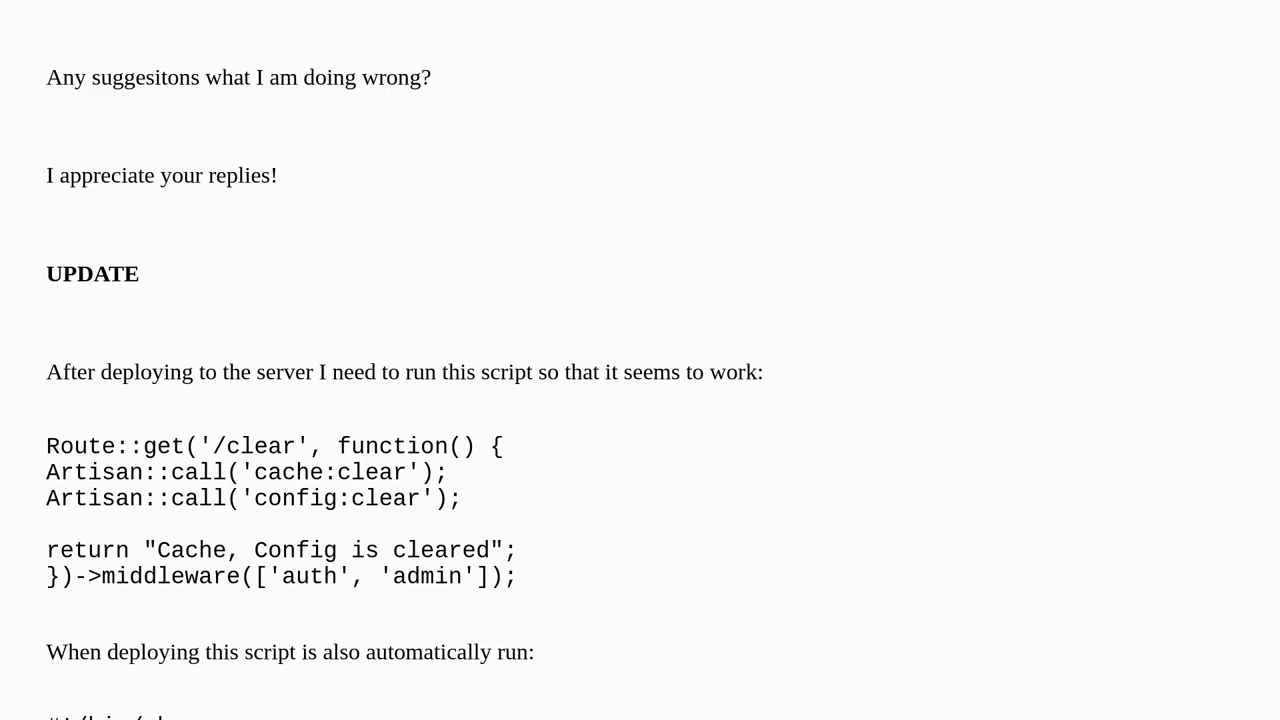 Any suggesitons what I am doing wrong?
I appreciate your replies!
UPDATE
After deploying to the server I need to run this script so that it seems to work:
Route::get('/clear', function() {
Artisan::call('cache:clear');
Artisan::call('config:clear');
return "Cache, Config is cleared";
})->middleware(['auth', 'admin']);
When deploying this script is also automatically run: